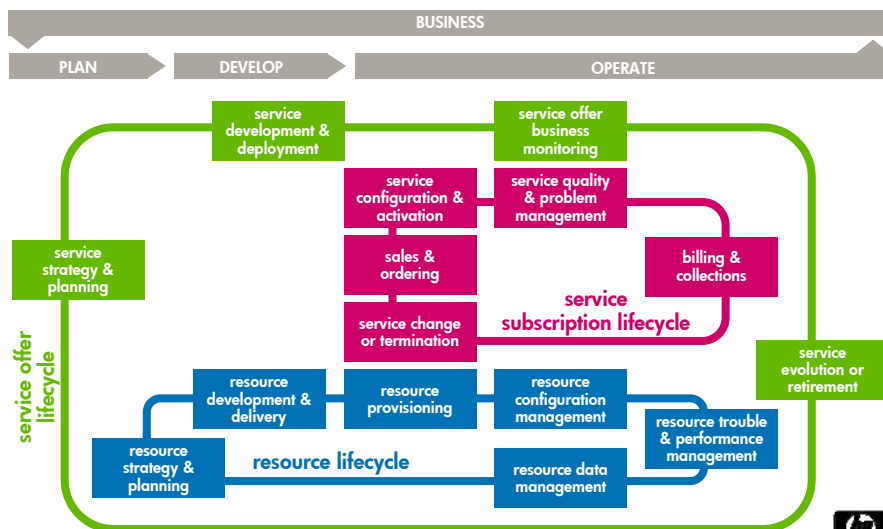 BUSINESS
PLAN
DEVELOP
OPERATE
service
development &
deployment
service offer
business
monitoring
service
configuration &
activation
service quality
& problem
management
service
strategy &
planning
sales &
ordering
billing &
collections
service
subscription lifecycle
service change
or termination
service offer
lifecycle
service
evolution or
retirement
resource
development &
delivery
resource
provisioning
resource
configuration
management
resource trouble
& performance
management
resource
strategy &
planning
resource lifecycle
resource data
management